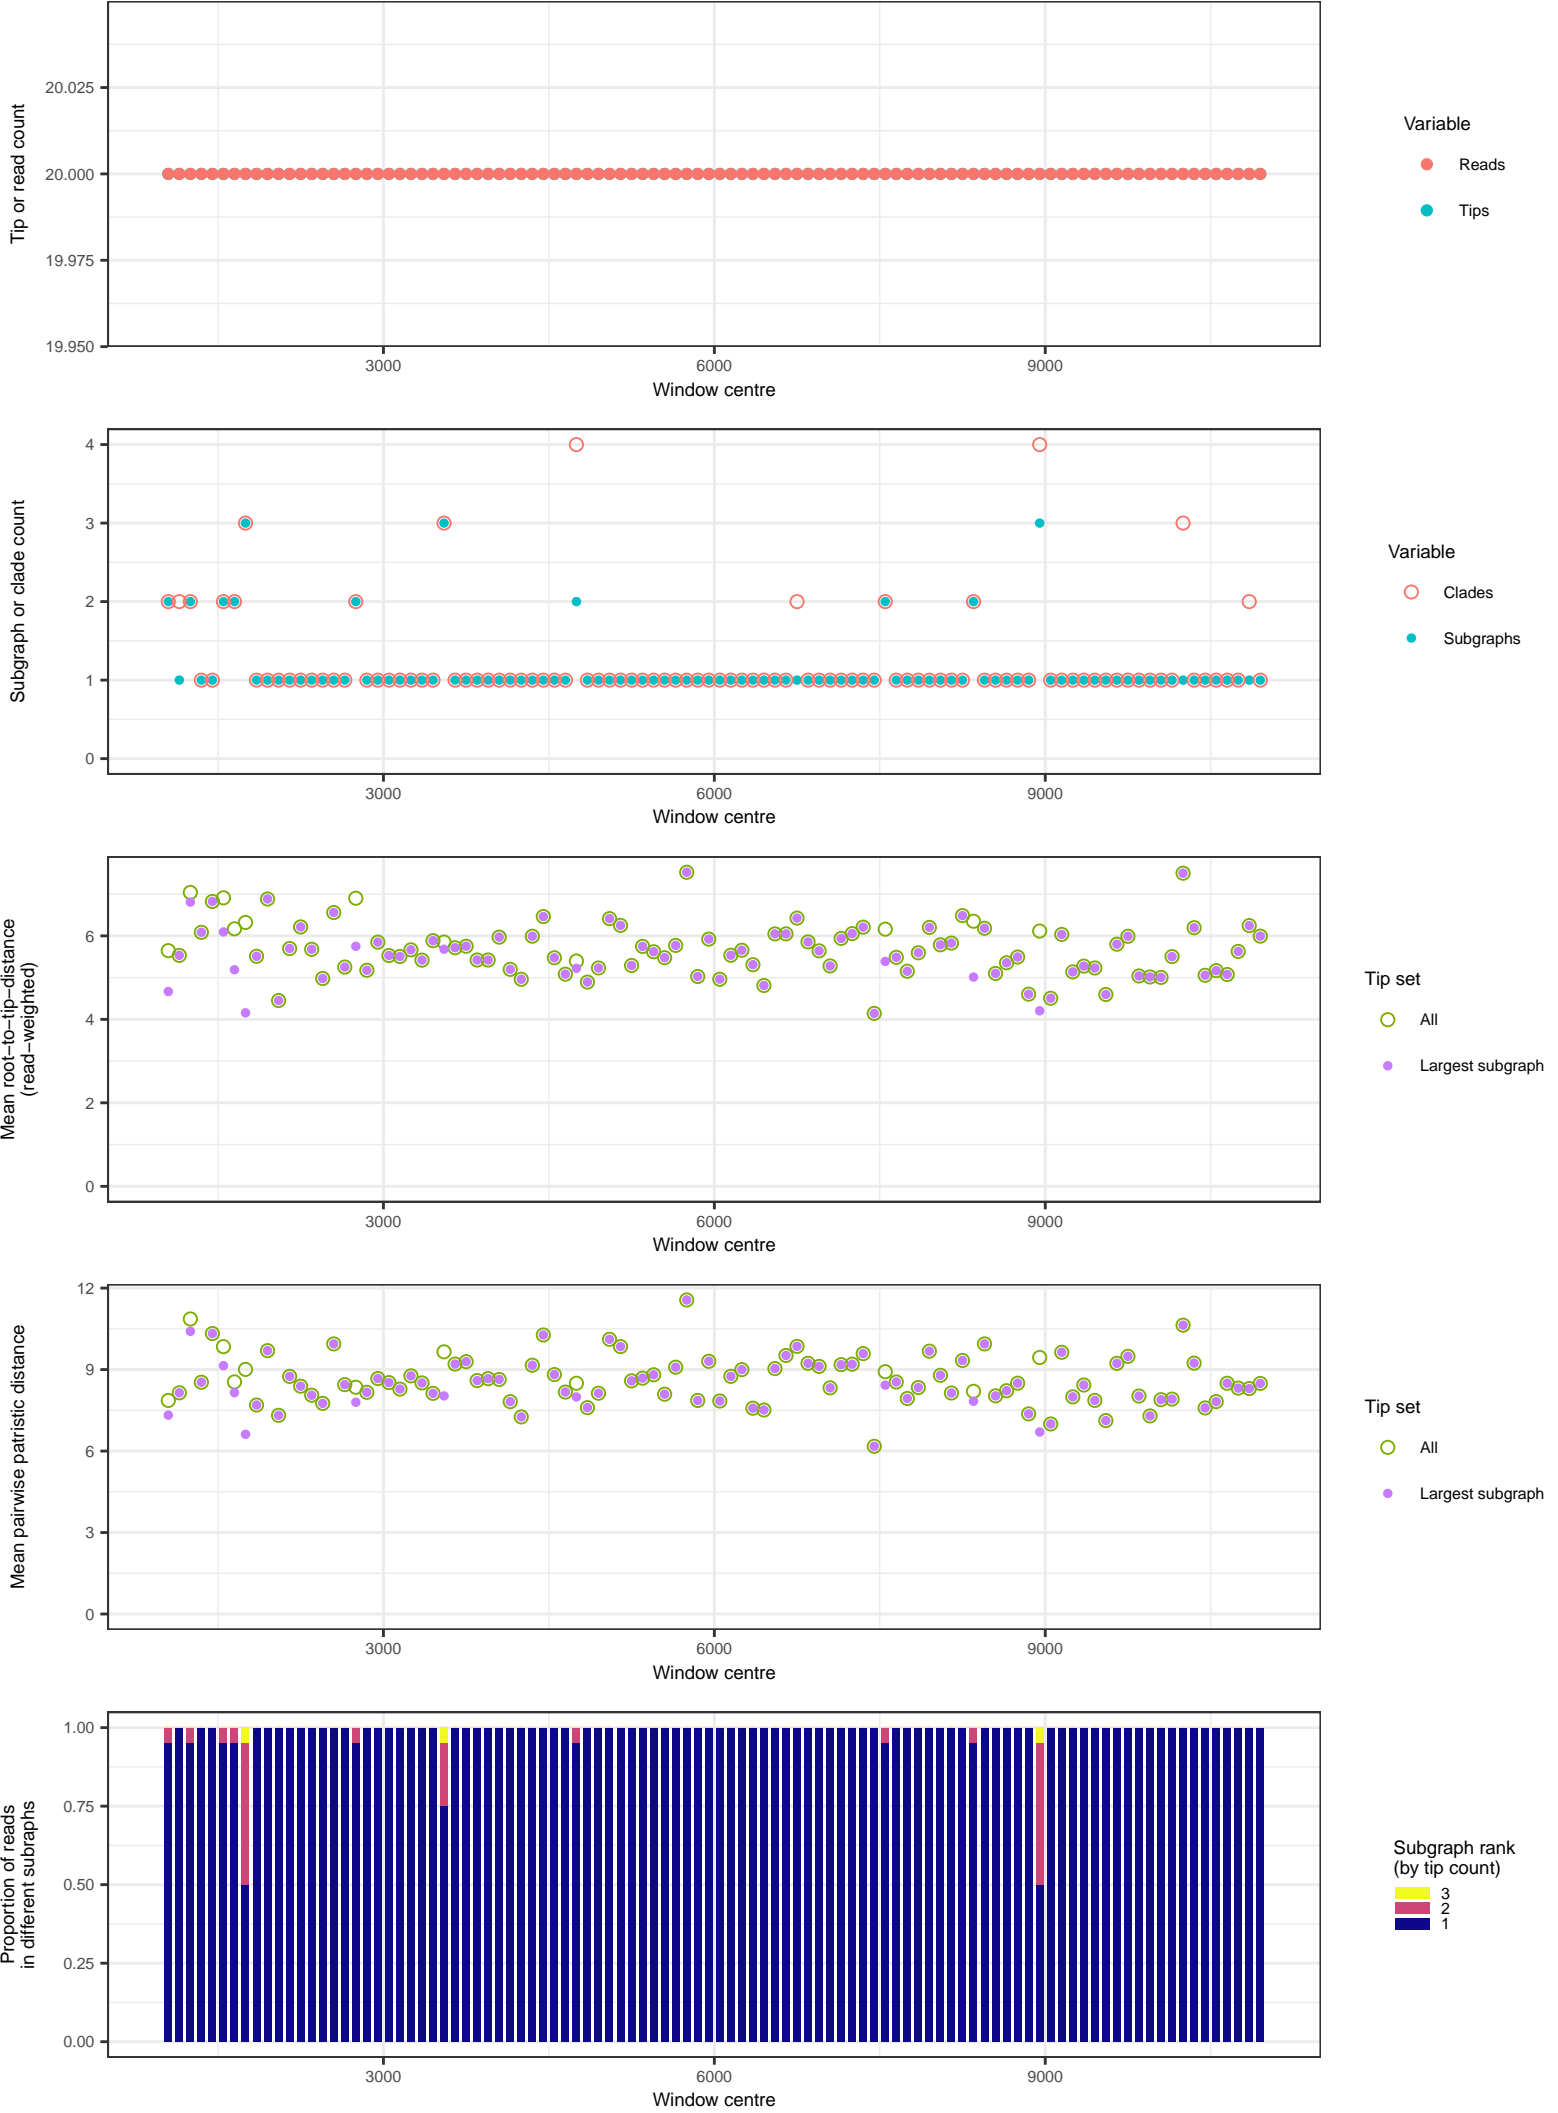 Tip or read count
20.025
20.000
19.975
19.950
3000
6000
9000
Window centre
Variable
Reads
Tips
Subgraph or clade count
4
3
2
1
0
3000
6000
9000
Window centre
Variable
Clades
Subgraphs
Mean root−to−tip−distance
(read−weighted)
6
4
2
0
3000
6000
9000
Window centre
Tip set
All
Largest subgraph
Mean pairwise patristic distance
12
9
6
3
0
3000
6000
9000
Window centre
Tip set
All
Largest subgraph
Proportion of reads
in different subraphs
1.00
0.75
0.50
0.25
0.00
3000
6000
9000
Window centre
Subgraph rank
(by tip count)
3
2
1